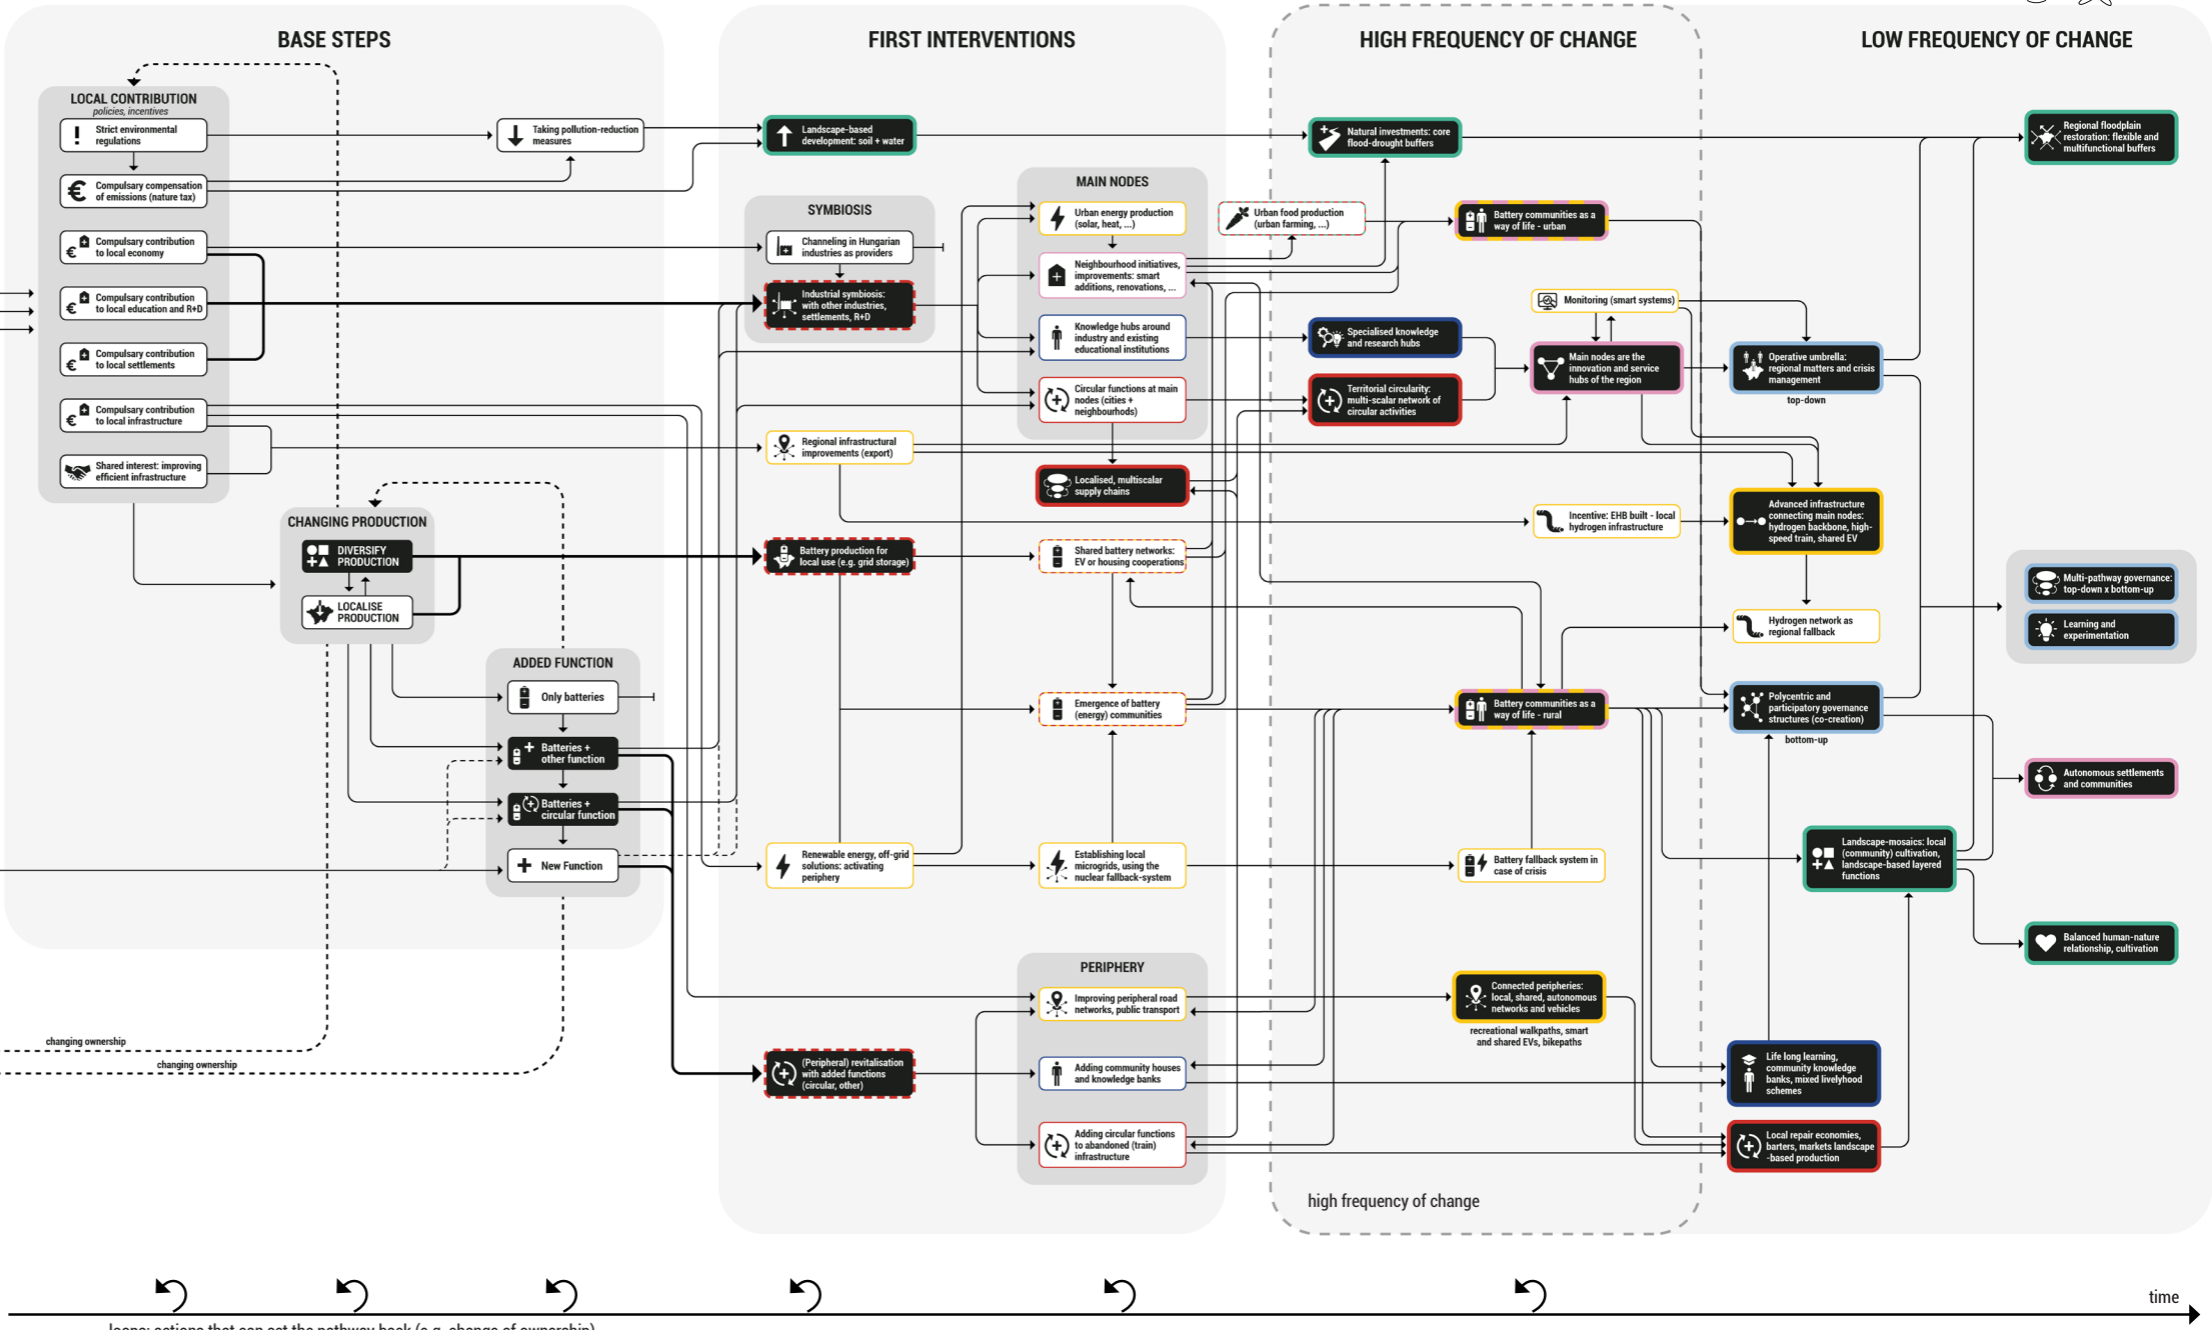 BASE STEPS
FIRST INTERVENTIONS
HIGH FREQUENCY OF CHANGE
LOW FREQUENCY OF CHANGE
LOCAL CONTRIBUTION
policies, incentives
Strict environmental
regulations
Compulsary compensation
of emissions (nature tax)
Compulsary contribution
to local economy
Compulsary contribution
to local education and R+D
Compulsary contribution
to local settlements
Compulsary contribution
to local infrastructure
Shared interest: improving
efficient infrastructure
Taking pollution-reduction
measures
CHANGING PRODUCTION
DIVERSIFY
PRODUCTION
LOCALISE
PRODUCTION
ADDED FUNCTION
Only batteries
Batteries +
other function
Batteries +
circular function
New Function
changing ownership
changing ownership
Landscape-based
development: soil + water
SYMBIOSIS
Channeling in Hungarian
industries as providers
Industrial symbiosis:
with other industries,
settlements, R+D
Regional infrastructural
improvements (export)
Battery production for
local use (e.g. grid storage)
Renewable energy, off-grid
solutions: activating
periphery
(Peripheral) revitalisation
with added functions
(circular, other)
MAIN NODES
Urban energy production
(solar, heat, ...)
Neighbourhood initiatives,
improvements: smart
additions, renovations, ...
Knowledge hubs around
industry and existing
educational institutions
Circular functions at main
nodes (cities +
neighbourhods)
Localised, multiscalar
supply chains
Shared battery networks:
EV or housing cooperations
Emergence of battery
(energy) communities
Establishing local
microgrids, using the
nuclear fallback-system
PERIPHERY
Improving peripheral road
networks, public transport
Adding community houses
and knowledge banks
Adding circular functions
to abandoned (train)
infrastructure
Urban food production
(urban farming, ...)
Natural investments: core
flood-drought buffers
Battery communities as a
way of life - urban
Specialised knowledge
and research hubs
Territorial circularity:
multi-scalar network of
circular activities
Monitoring (smart systems)
Main nodes are the
innovation and service
hubs of the region
Incentive: EHB built - local
hydrogen infrastructure
Battery communities as a
way of life - rural
Battery fallback system in
case of crisis
Connected peripheries:
local, shared, autonomous
networks and vehicles
recreational walkpaths, smart
and shared EVs, bikepaths
high frequency of change
Operative umbrella:
regional matters and crisis
management
top-down
Advanced infrastructure
connecting main nodes:
hydrogen backbone, high-
speed train, shared EV
Hydrogen network as
regional fallback
Polycentric and
participatory governance
structures (co-creation)
bottom-up
Landscape-mosaics: local
(community) cultivation,
landscape-based layered
functions
Life long learning,
community knowledge
banks, mixed livelyhood
schemes
Local repair economies,
barters, markets landscape
-based production
Regional floodplain
restoration: flexible and
multifunctional buffers
Multi-pathway governance:
top-down x bottom-up
Learning and
experimentation
Autonomous settlements
and communities
Balanced human-nature
relationship, cultivation
time
loops: actions that can set the pathway back (e.g. change of ownership)